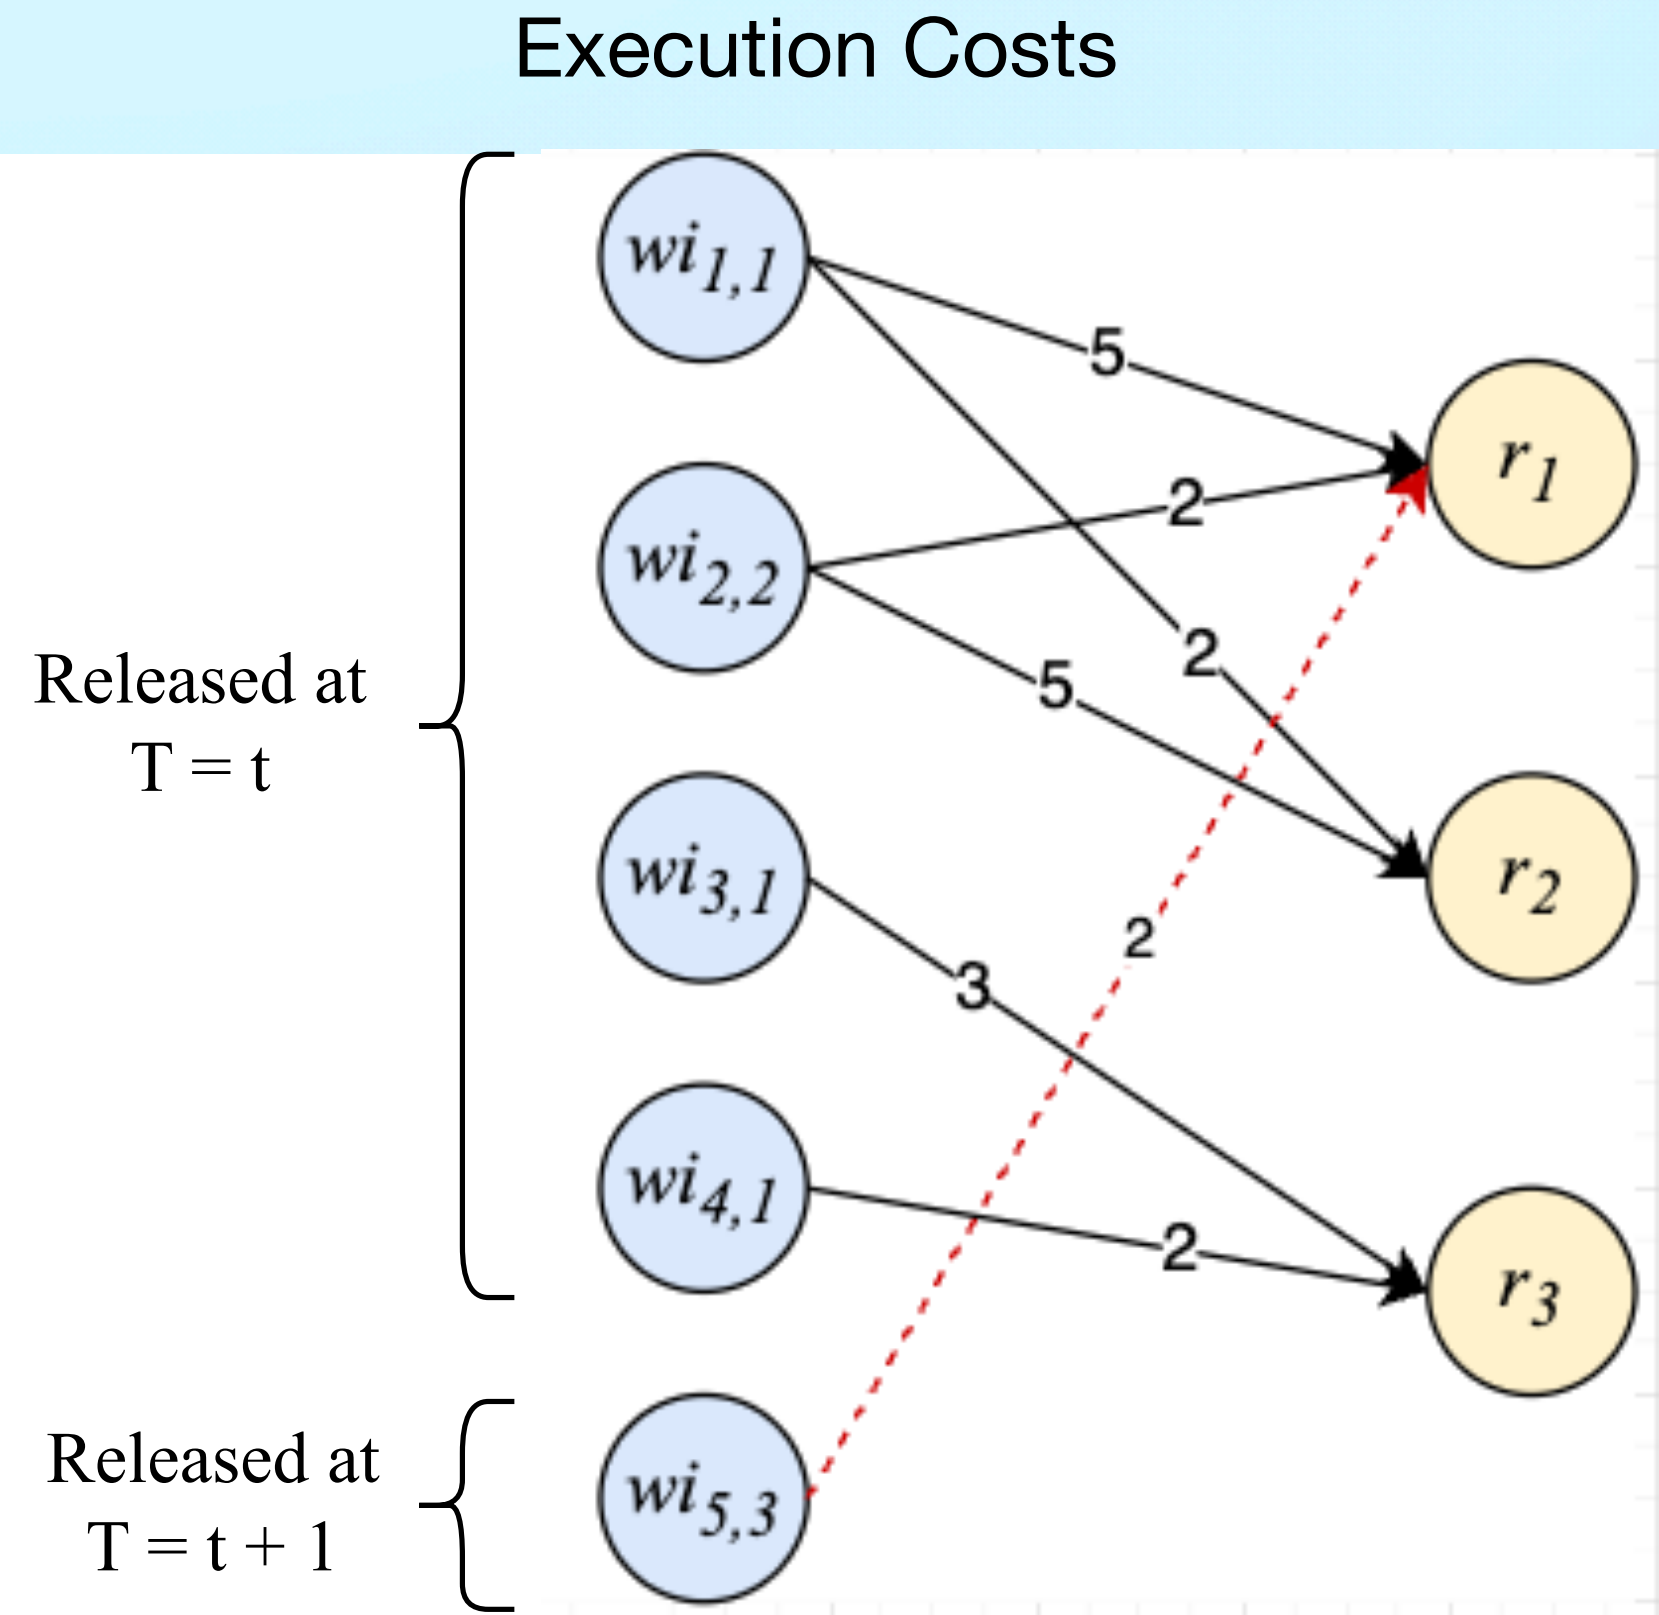 Execution Costs
wi1,1
5
r1
2
wi2,2
2
5
Released at
T = t
wi3,1
r2
2
3
wi4,1
2
r3
Released at
T = t + 1
wi5,3